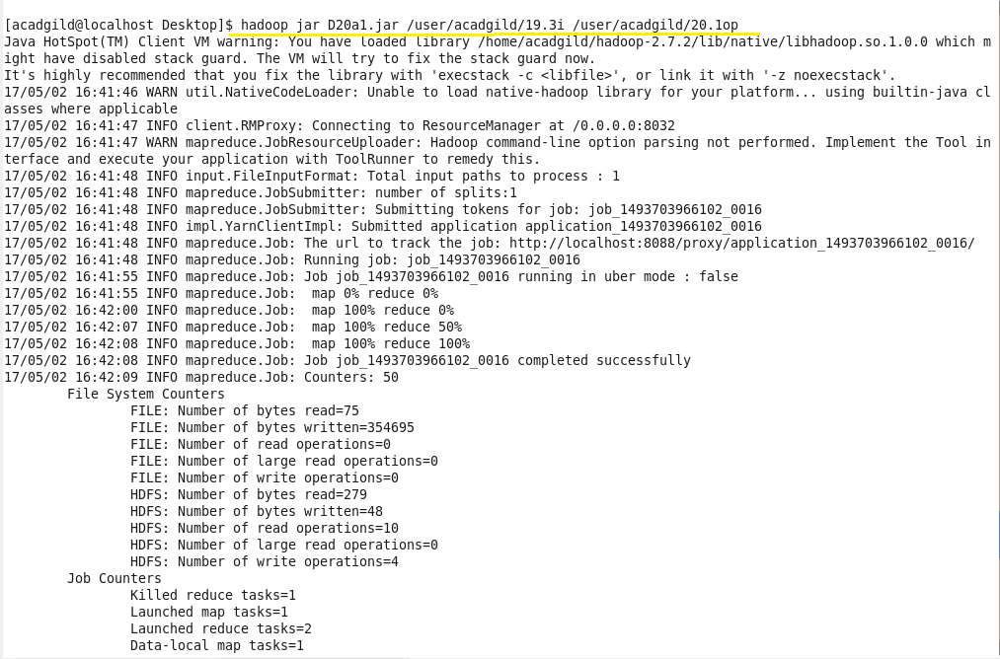 [acadgild@localhost Desktop]$ hadoop jar D20a1.jar /user/acadgild/19.3i /user/acadgild/20.1op
Java HotSpot(TM) Client VM warning: You have loaded library /home/acadgild/hadoop-2.7.2/lib/native/libhadoop.so.1.0.0 which m
ight have disabled stack guard. The VM will try to fix the stack guard now.
It's highly recommended that you fix the library with 'execstack -c <libfile>', or link it with '-z noexecstack'.
17/05/02 16:41:46 WARN util.NativeCodeLoader: Unable to load native-hadoop library for your platform... using builtin-java cl
asses where applicable
17/05/02 16:41:47 INFO client.RMProxy: Connecting to ResourceManager at /0.0.0.0:8032
17/05/02 16:41:47 WARN mapreduce.JobResourceUploader: Hadoop command-line option parsing not performed. Implement the Tool in
terface and execute your application with ToolRunner to remedy this.
17/05/02 16:41:48 INFO input.FileInputFormat: Total input paths to process : 1
17/05/02 16:41:48 INFO mapreduce.JobSubmitter: number of splits:1
17/05/02 16:41:48 INFO mapreduce.JobSubmitter: Submitting tokens for job: job_1493703966102_0016
17/05/02 16:41:48 INFO impl.YarnClientImpl: Submitted application application_1493703966102_0016
17/05/02 16:41:48 INFO mapreduce.Job: The url to track the job: http://localhost:8088/proxy/application_1493703966102_0016/
17/05/02 16:41:48 INFO mapreduce.Job: Running job: job_1493703966102_0016
17/05/02 16:41:55 INFO mapreduce.Job: Job job_1493703966102_0016 running in uber mode : false
17/05/02 16:41:55 INFO mapreduce.Job:  map 0% reduce 0%
17/05/02 16:42:00 INFO mapreduce.Job:  map 100% reduce 0%
17/05/02 16:42:07 INFO mapreduce.Job:  map 100% reduce 50%
17/05/02 16:42:08 INFO mapreduce.Job:  map 100% reduce 100%
17/05/02 16:42:08 INFO mapreduce.Job: Job job_1493703966102_0016 completed successfully
17/05/02 16:42:09 INFO mapreduce.Job: Counters: 50
File System Counters
FILE: Number of bytes read=75
FILE: Number of bytes written=354695
FILE: Number of read operations=0
FILE: Number of large read operations=0
FILE: Number of write operations=0
HDFS: Number of bytes read=279
HDFS: Number of bytes written=48
HDFS: Number of read operations=10
HDFS: Number of large read operations=0
HDFS: Number of write operations=4
Job Counters
Killed reduce tasks=1
Launched map tasks=1
Launched reduce tasks=2
Data-local map tasks=1